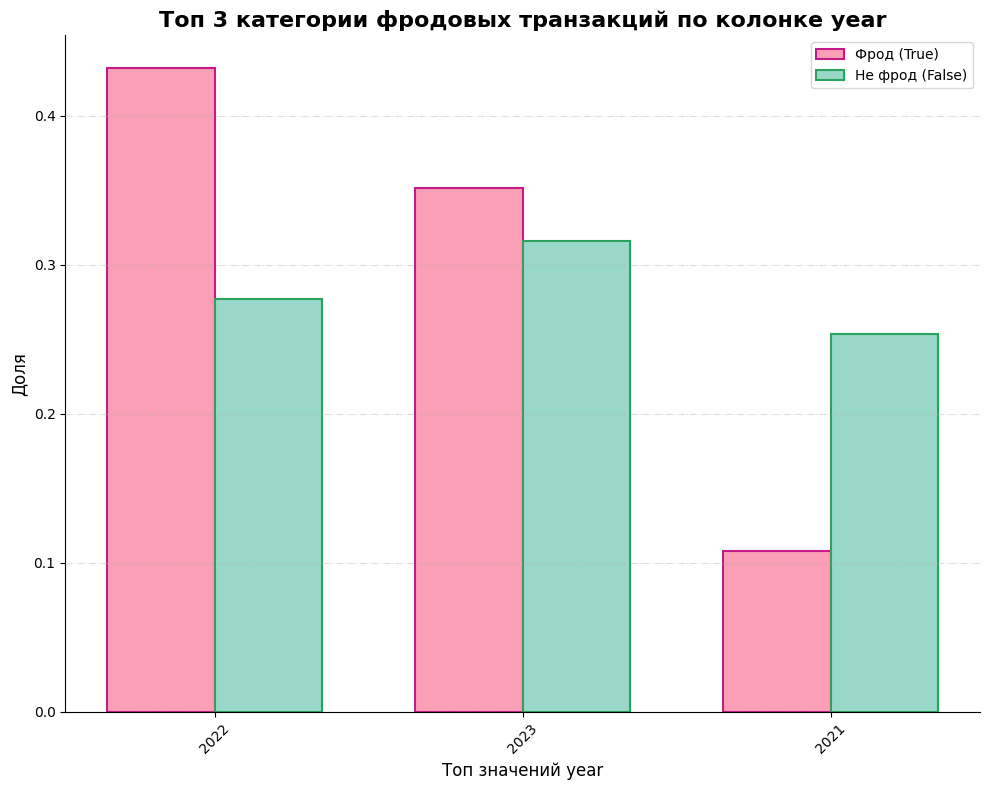 Топ 3 категории фродовых транзакций по колонке year
Фрод (True)
Не фрод (False)
Доля
0.4
0.3
0.2
0.1
0.0
2022
2023
2021
Топ значений year